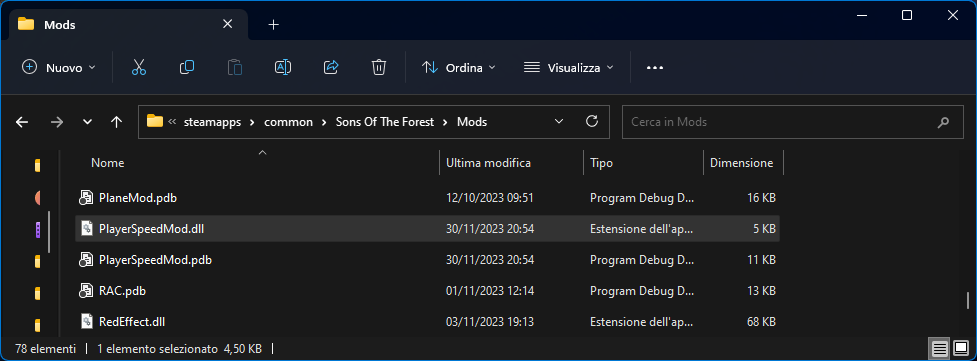 Mods
Nuovo Ordina Visualizza
« steamapps > common > Sons Of The Forest > Mods Cerca in Mods
Nome Ultima modifica Tipo Dimensione
PlaneMod.pdb 12/10/2023 09:51 Program Debug D... 16 KB
PlayerSpeedMod.dll 30/11/2023 20:54 Estensione dell'ap... 5 KB
PlayerSpeedMod.pdb 30/11/2023 20:54 Program Debug D... 11 KB
RAC.pdb 01/11/2023 12:14 Program Debug D... 13 KB
RedEffect.dll 03/11/2023 19:13 Estensione dell'ap... 68 KB
78 elementi | 1 elemento selezionato 4,50 KB |